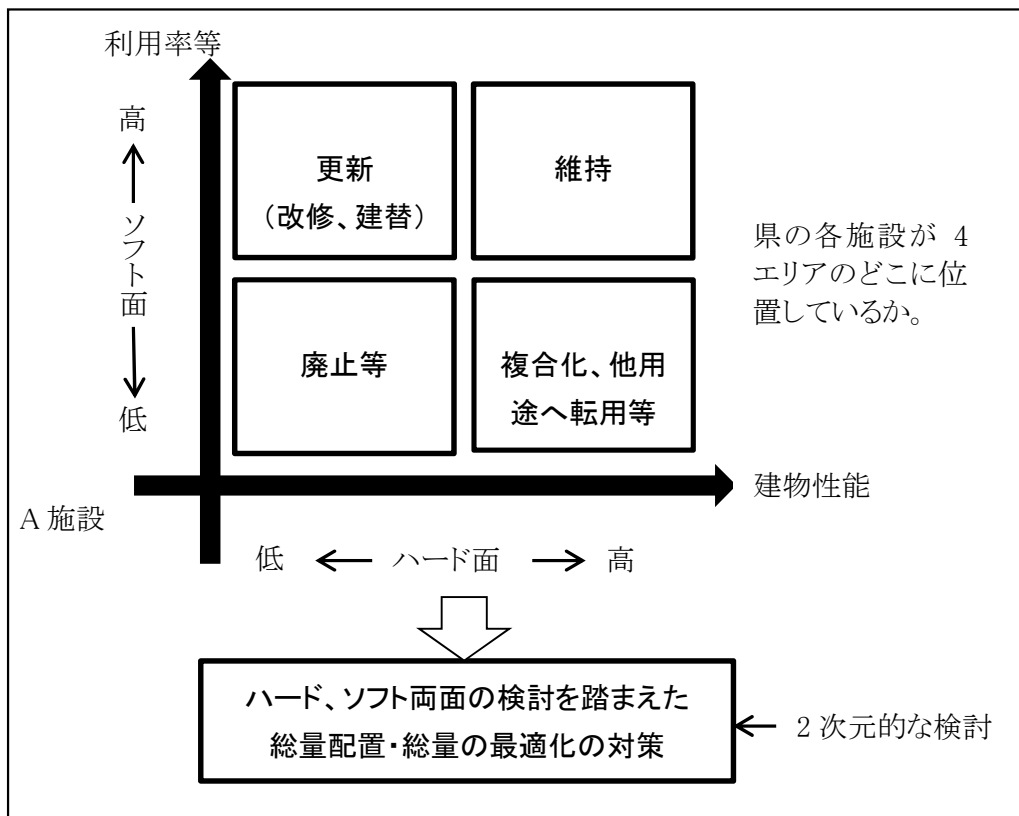 利用率等
高
ソフト面
低
更新
(改修、建替)
維持
廃止等
複合化、他用
途へ転用等
県の各施設が 4
エリアのどこに位
置しているか。
建物性能
A 施設
低
ハード面
高
ハード、ソフト両面の検討を踏まえた
総量配置・総量の最適化の対策
2 次元的な検討